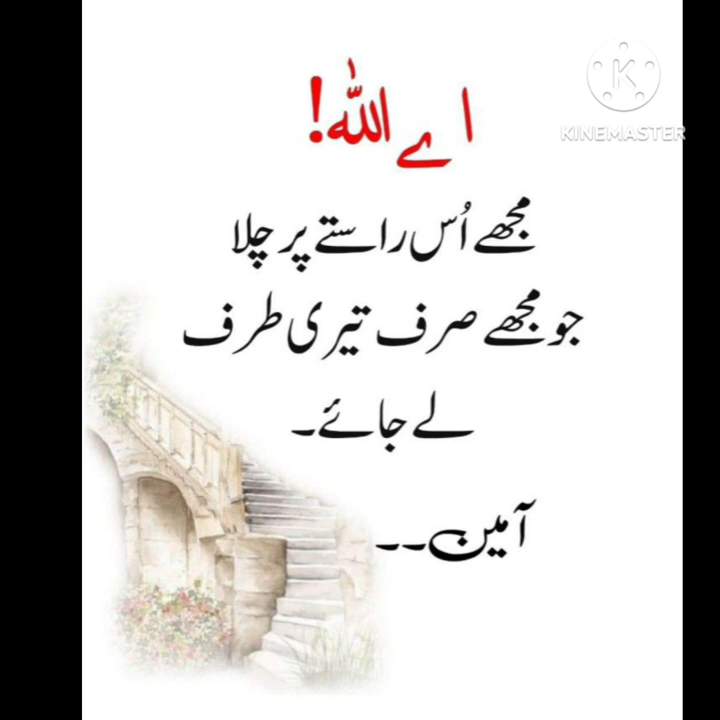 اے اللہ!
KINEMASTER
مجھے اُس راستے پر چلا
جو مجھے صرف تیری طرف
لے جائے۔
آمین۔۔